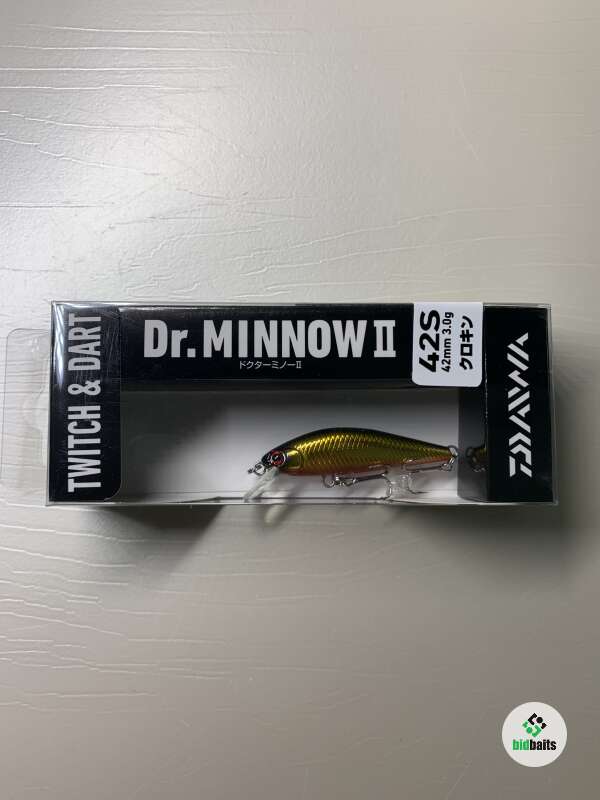 TWITCH & DART
Dr.MINNOW II
ドクターミノーII
42S
42mm 3.0g
クロキン
DAIWA
bidbaits